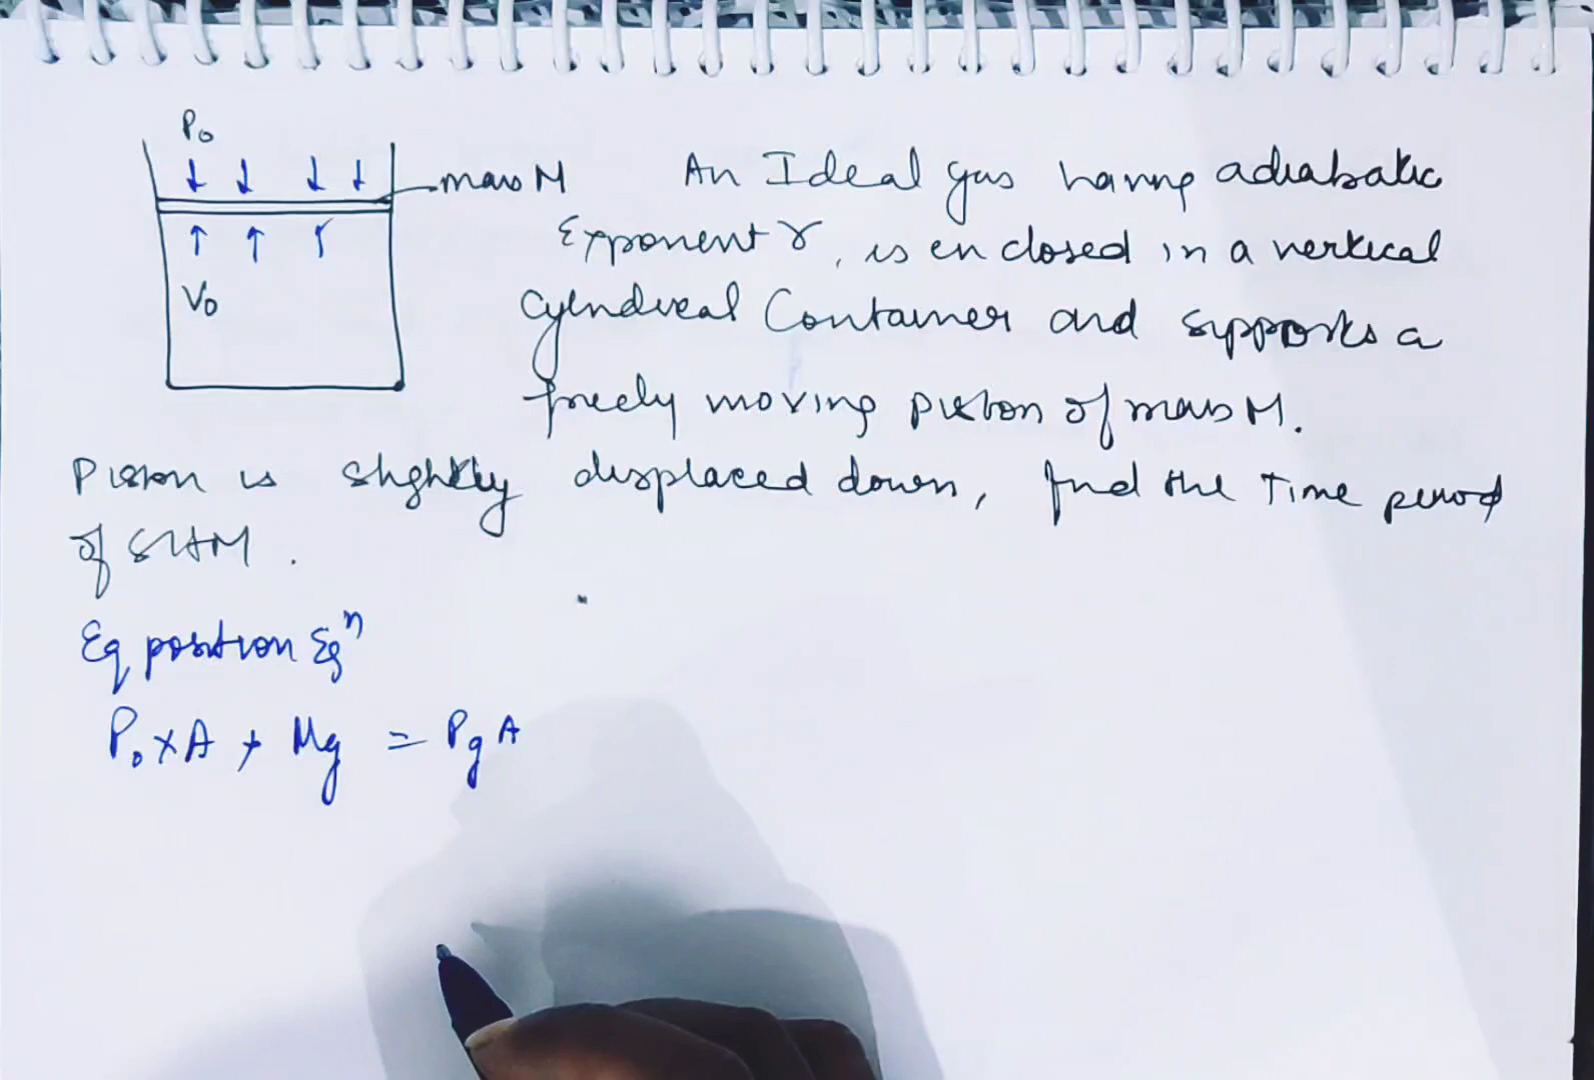 P₀
mass M
V₀
An Ideal gas having adiabatic
Exponent γ, is enclosed in a vertical
Cylindrical Container and supports a
freely moving piston of mass M.
Piston is slightly displaced down, find the Time period
of SHM.
Eq position Eqⁿ
P₀ × A + Mg = Pg A